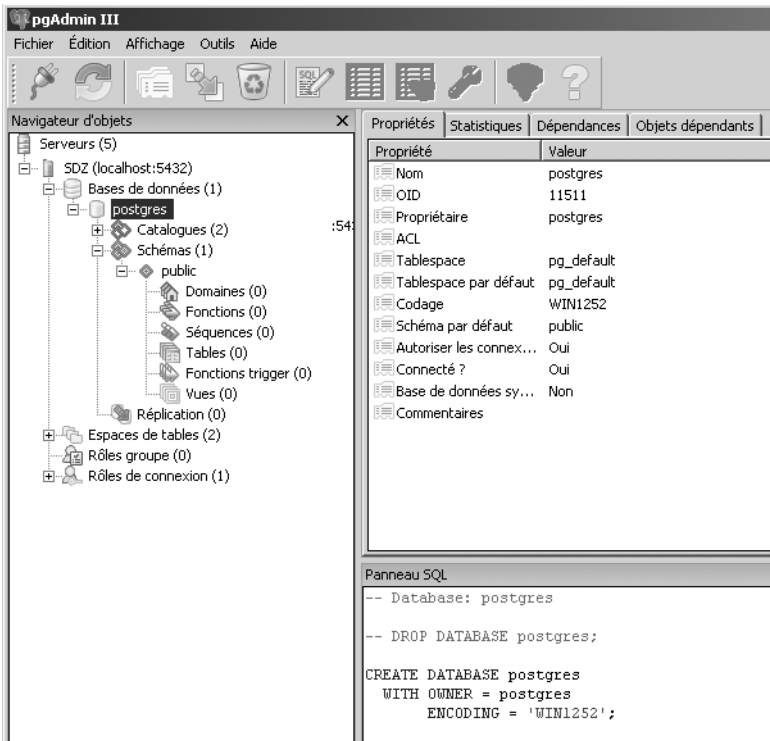 pgAdmin III
Fichier Édition Affichage Outils Aide
SQL
Navigateur d'objets
Serveurs (5)
SDZ (localhost:5432)
Bases de données (1)
postgres
Catalogues (2)
:543
Schémas (1)
public
Domaines (0)
Fonctions (0)
Séquences (0)
Tables (0)
Fonctions trigger (0)
Vues (0)
Réplication (0)
Espaces de tables (2)
Rôles groupe (0)
Rôles de connexion (1)
Propriétés Statistiques Dépendances Objets dépendants
Propriété Valeur
Nom postgres
OID 11511
Propriétaire postgres
ACL
Tablespace pg_default
Tablespace par défaut pg_default
Codage WIN1252
Schéma par défaut public
Autoriser les connex... Oui
Connecté ? Oui
Base de données sy... Non
Commentaires
Panneau SQL
-- Database: postgres
-- DROP DATABASE postgres;
CREATE DATABASE postgres
WITH OWNER = postgres
ENCODING = 'WIN1252';